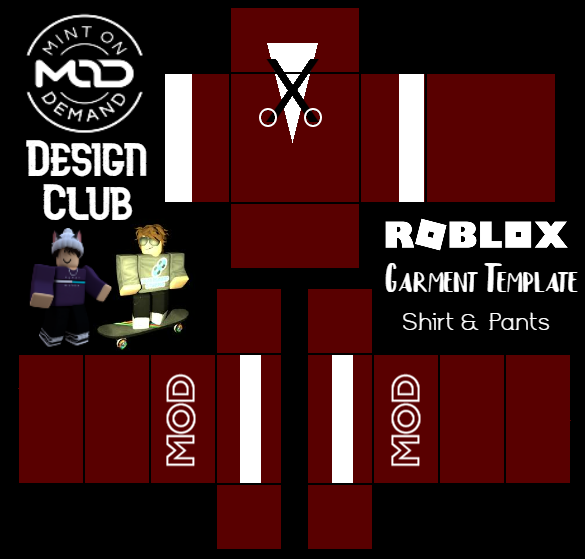 MINT ON
MOD
DEMAND
DESIGN
CLUB
ROBLOX
GARMENT TEMPLATE
Shirt & Pants
MOD
MOD